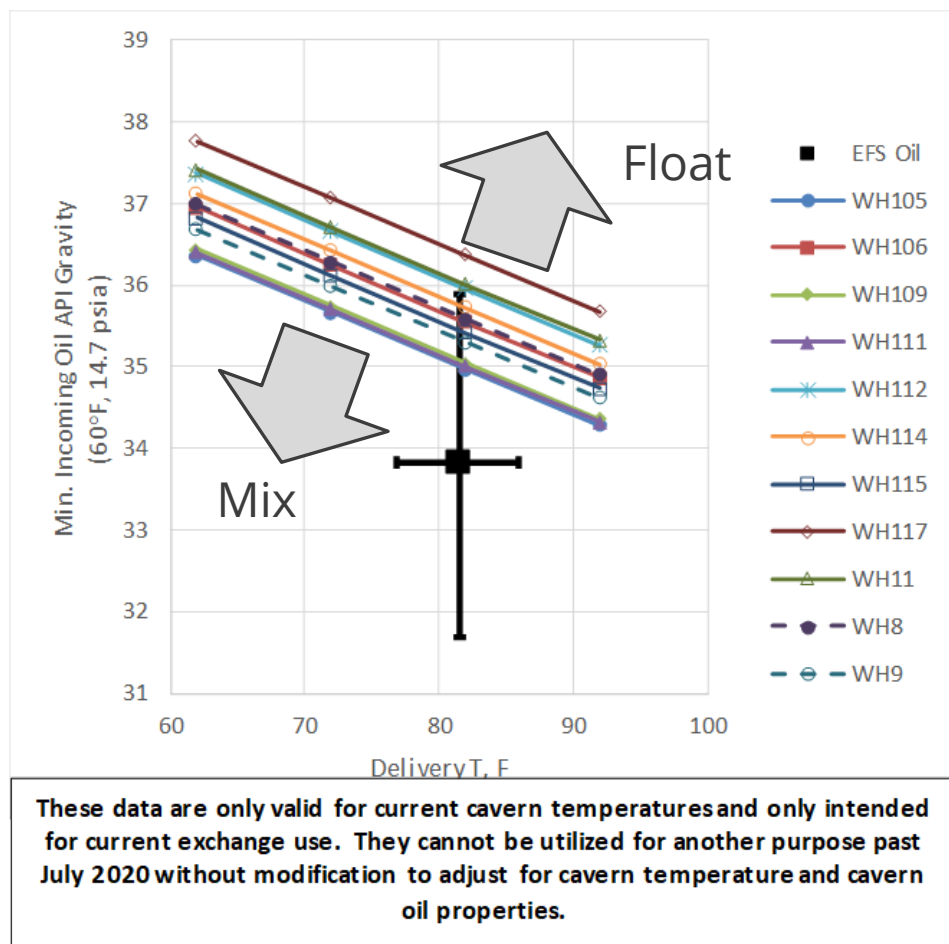 39
38
37
36
35
34
33
32
31
Min. Incoming Oil API Gravity
(60°F, 14.7 psia)
Float
Mix
60
70
80
90
100
Delivery T, F
EFS Oil
WH105
WH106
WH109
WH111
WH112
WH114
WH115
WH117
WH11
WH8
WH9
These data are only valid for current cavern temperatures and only intended
for current exchange use. They cannot be utilized for another purpose past
July 2020 without modification to adjust for cavern temperature and cavern
oil properties.